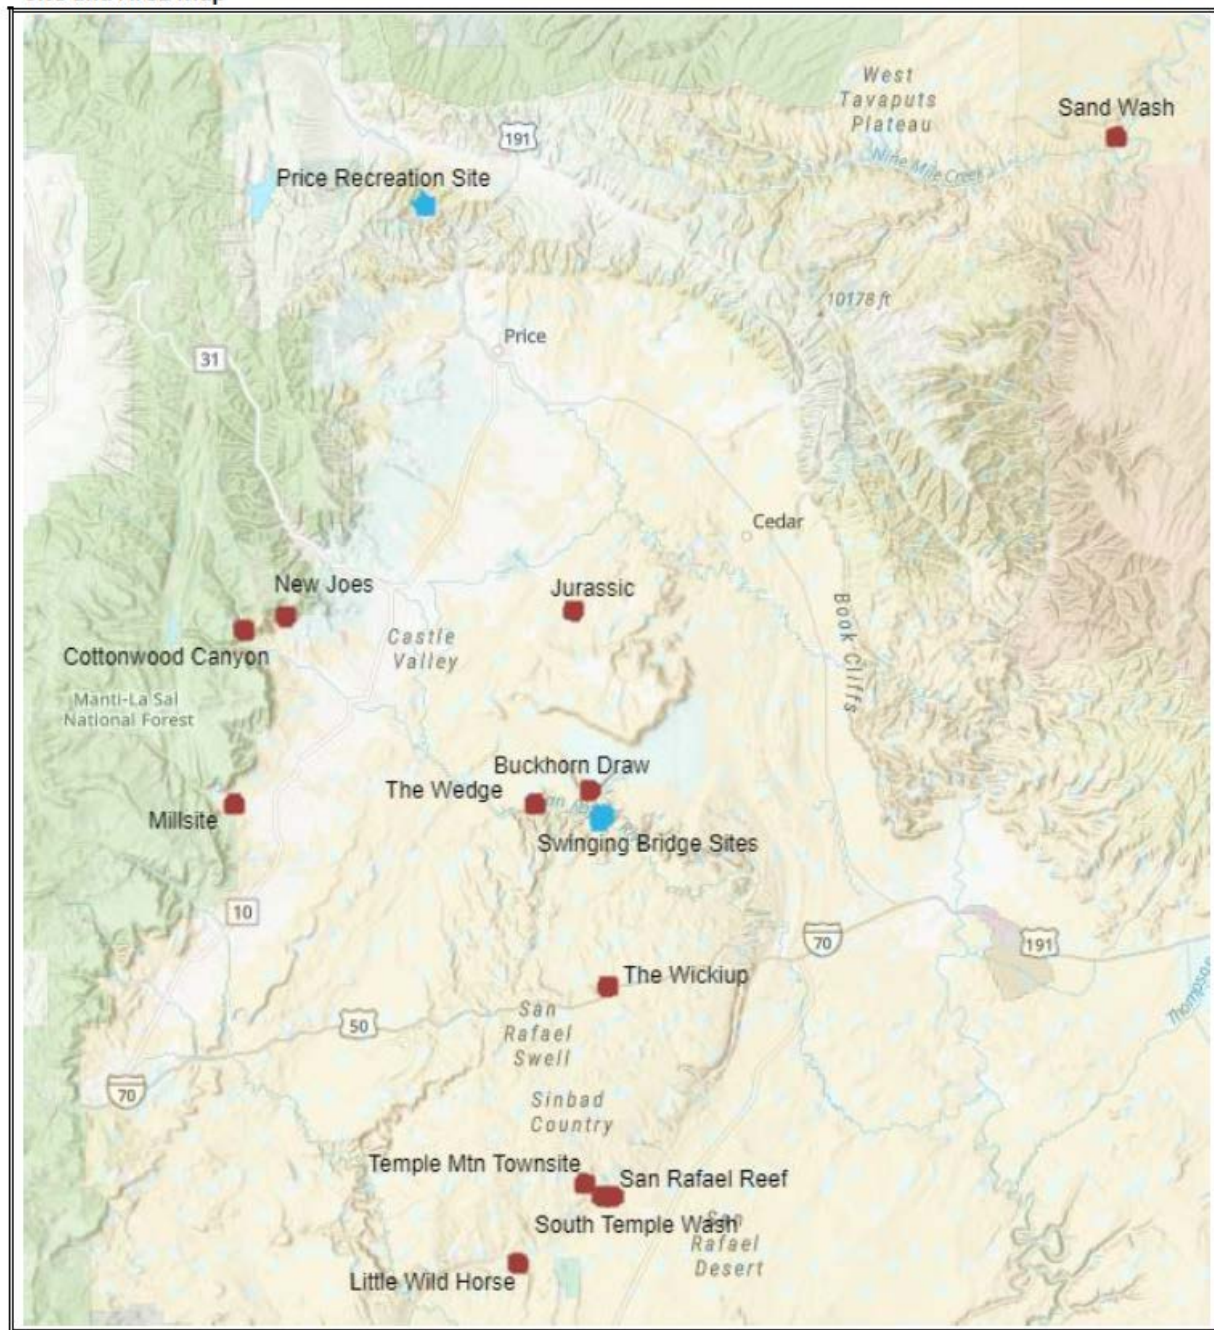 West
Tavaputs
Plateau
Sand Wash
191
Nine Mile Creek
Price Recreation Site
10178 ft
Price
31
Cedar
New Joes
Jurassic
Book Cliffs
Castle
Valley
Cottonwood Canyon
Manti-La Sal
National Forest
Buckhorn Draw
The Wedge
Millsite
Swinging Bridge Sites
10
70
191
The Wickiup
Thompson
San
Rafael
Swell
50
70
Sinbad
Country
Temple Mtn Townsite
San Rafael Reef
South Temple Wash
San
Rafael
Desert
Little Wild Horse